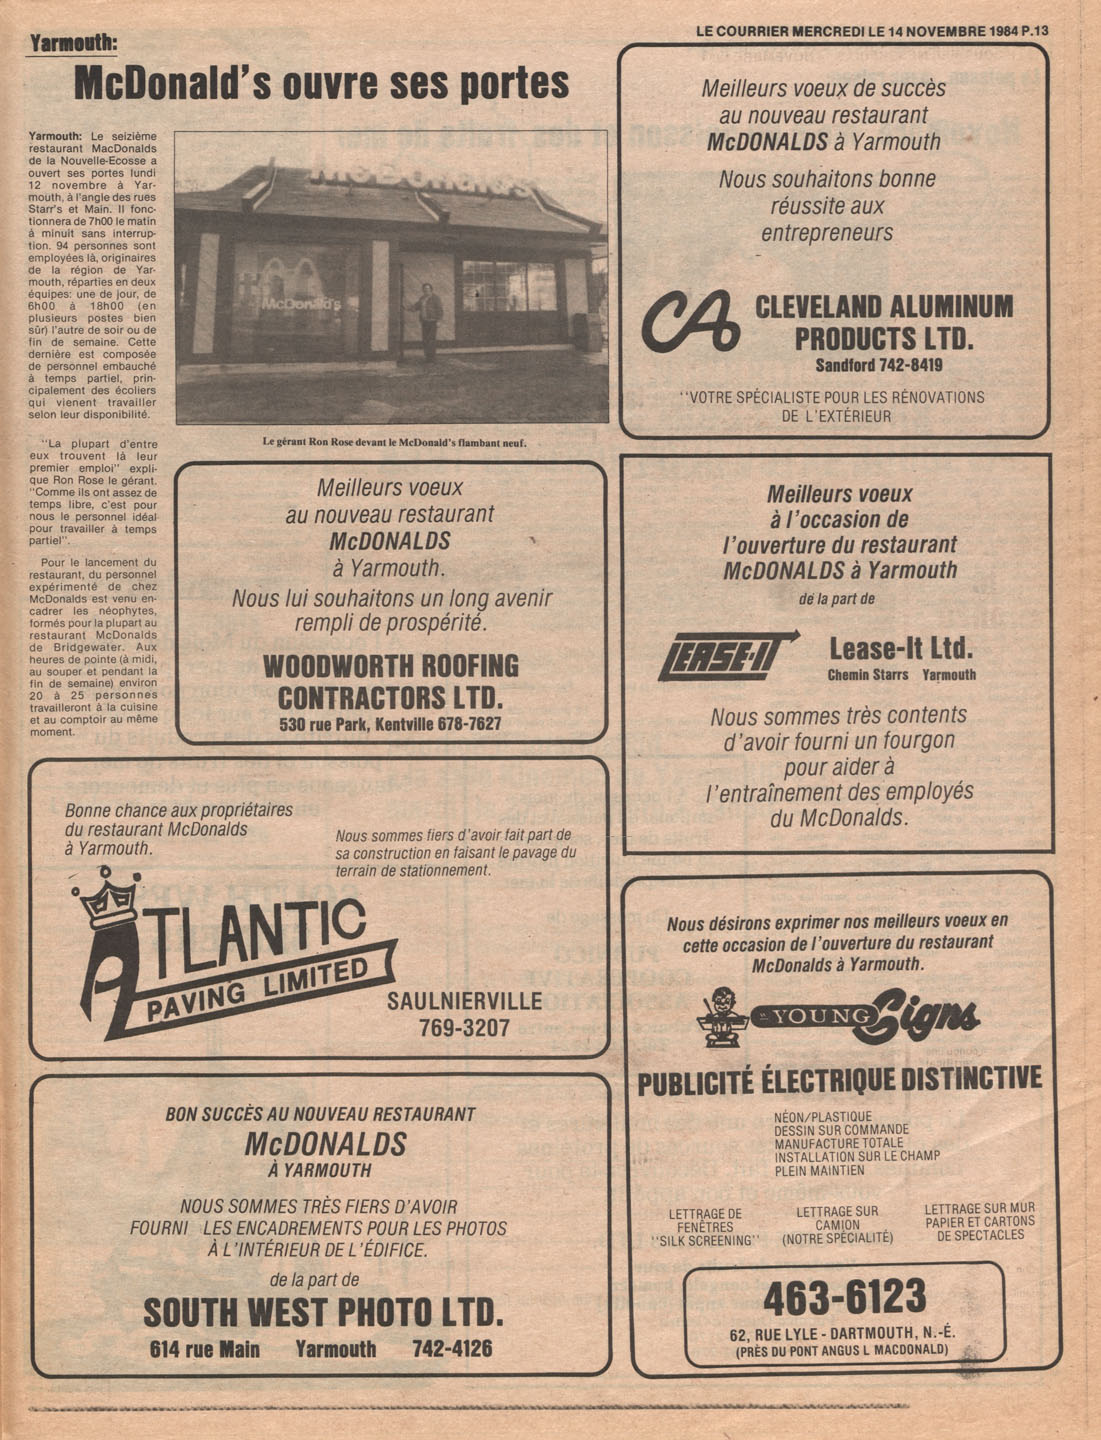 LE COURRIER MERCREDI LE 14 NOVEMBRE 1984 P.13
Yarmouth:
McDonald's ouvre ses portes
Yarmouth: Le seizième
restaurant MacDonalds
de la Nouvelle-Ecosse a
ouvert ses portes lundi
12 novembre à Yar-
mouth, à l'angle des rues
Starr's et Main. Il fonc-
tionnera de 7h00 le matin
à minuit sans interrup-
tion. 94 personnes sont
employées là, originaires
de la région de Yar-
mouth, réparties en deux
équipes: une de jour, de
6h00 à 18h00 (en
plusieurs postes bien
sûr) l'autre de soir ou de
fin de semaine. Cette
dernière est composée
de personnel embauché
à temps partiel, prin-
cipalement des écoliers
qui vienent travailler
selon leur disponibilité.
"La plupart d'entre
eux trouvent là leur
premier emploi" expli-
que Ron Rose le gérant.
"Comme ils ont assez de
temps libre, c'est pour
nous le personnel idéal
pour travailler à temps
partiel".
Pour le lancement du
restaurant, du personnel
expérimenté de chez
McDonalds est venu en-
cadrer les néophytes,
formés pour la plupart au
restaurant McDonalds
de Bridgewater. Aux
heures de pointe (à midi,
au souper et pendant la
fin de semaine) environ
20 à 25 personnes
travailleront à la cuisine
et au comptoir au même
moment.
McDonald's
McDonald's
Le gérant Ron Rose devant le McDonald's flambant neuf.
Meilleurs voeux de succès
au nouveau restaurant
McDONALDS à Yarmouth
Nous souhaitons bonne
réussite aux
entrepreneurs
CA
CLEVELAND ALUMINUM
PRODUCTS LTD.
Sandford 742-8419
"VOTRE SPÉCIALISTE POUR LES RÉNOVATIONS
DE L'EXTÉRIEUR
Meilleurs voeux
au nouveau restaurant
McDONALDS
à Yarmouth.
Nous lui souhaitons un long avenir
rempli de prospérité.
WOODWORTH ROOFING
CONTRACTORS LTD.
530 rue Park, Kentville 678-7627
Meilleurs voeux
à l'occasion de
l'ouverture du restaurant
McDONALDS à Yarmouth
de la part de
LEASE-IT
Lease-It Ltd.
Chemin Starrs Yarmouth
Nous sommes très contents
d'avoir fourni un fourgon
pour aider à
l'entraînement des employés
du McDonalds.
Bonne chance aux propriétaires
du restaurant McDonalds
à Yarmouth.
Nous sommes fiers d'avoir fait part de
sa construction en faisant le pavage du
terrain de stationnement.
ATLANTIC
PAVING LIMITED
SAULNIERVILLE
769-3207
Nous désirons exprimer nos meilleurs voeux en
cette occasion de l'ouverture du restaurant
McDonalds à Yarmouth.
YOUNG Signs
PUBLICITÉ ÉLECTRIQUE DISTINCTIVE
NÉON/PLASTIQUE
DESSIN SUR COMMANDE
MANUFACTURE TOTALE
INSTALLATION SUR LE CHAMP
PLEIN MAINTIEN
LETTRAGE DE
FENÊTRES
"SILK SCREENING"
LETTRAGE SUR
CAMION
(NOTRE SPÉCIALITÉ)
LETTRAGE SUR MUR
PAPIER ET CARTONS
DE SPECTACLES
463-6123
62, RUE LYLE - DARTMOUTH, N.-É.
(PRÈS DU PONT ANGUS L MACDONALD)
BON SUCCÈS AU NOUVEAU RESTAURANT
McDONALDS
À YARMOUTH
NOUS SOMMES TRÈS FIERS D'AVOIR
FOURNI LES ENCADREMENTS POUR LES PHOTOS
À L'INTÉRIEUR DE L'ÉDIFICE.
de la part de
SOUTH WEST PHOTO LTD.
614 rue Main Yarmouth 742-4126